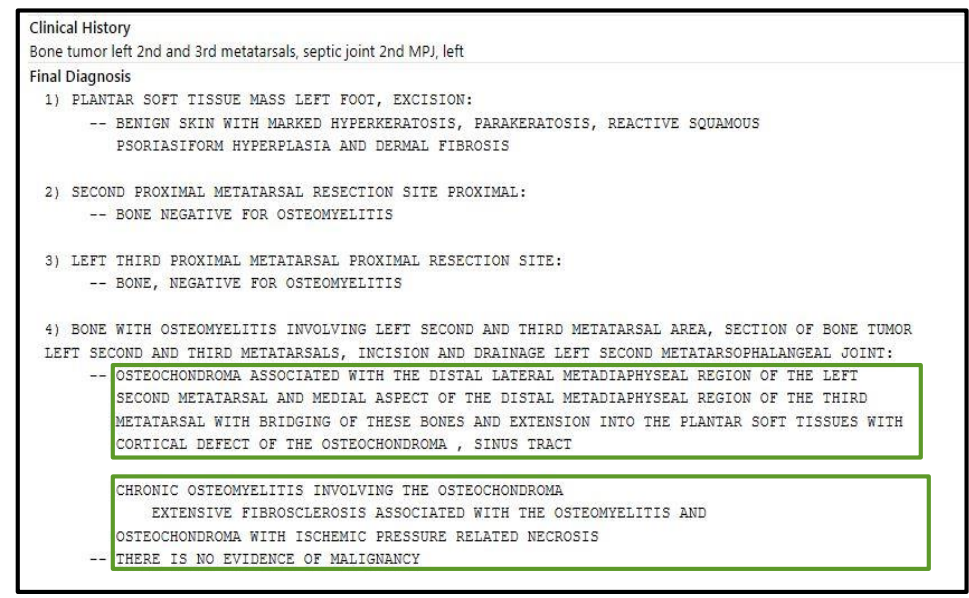 Clinical History
Bone tumor left 2nd and 3rd metatarsals, septic joint 2nd MPJ, left
Final Diagnosis
1) PLANTAR SOFT TISSUE MASS LEFT FOOT, EXCISION:
-- BENIGN SKIN WITH MARKED HYPERKERATOSIS, PARAKERATOSIS, REACTIVE SQUAMOUS
PSORIASIFORM HYPERPLASIA AND DERMAL FIBROSIS
2) SECOND PROXIMAL METATARSAL RESECTION SITE PROXIMAL:
-- BONE NEGATIVE FOR OSTEOMYELITIS
3) LEFT THIRD PROXIMAL METATARSAL PROXIMAL RESECTION SITE:
-- BONE, NEGATIVE FOR OSTEOMYELITIS
4) BONE WITH OSTEOMYELITIS INVOLVING LEFT SECOND AND THIRD METATARSAL AREA, SECTION OF BONE TUMOR
LEFT SECOND AND THIRD METATARSALS, INCISION AND DRAINAGE LEFT SECOND METATARSOPHALANGEAL JOINT:
-- OSTEOCHONDROMA ASSOCIATED WITH THE DISTAL LATERAL METADIAPHYSEAL REGION OF THE LEFT
SECOND METATARSAL AND MEDIAL ASPECT OF THE DISTAL METADIAPHYSEAL REGION OF THE THIRD
METATARSAL WITH BRIDGING OF THESE BONES AND EXTENSION INTO THE PLANTAR SOFT TISSUES WITH
CORTICAL DEFECT OF THE OSTEOCHONDROMA , SINUS TRACT
CHRONIC OSTEOMYELITIS INVOLVING THE OSTEOCHONDROMA
EXTENSIVE FIBROSCLEROSIS ASSOCIATED WITH THE OSTEOMYELITIS AND
OSTEOCHONDROMA WITH ISCHEMIC PRESSURE RELATED NECROSIS
-- THERE IS NO EVIDENCE OF MALIGNANCY